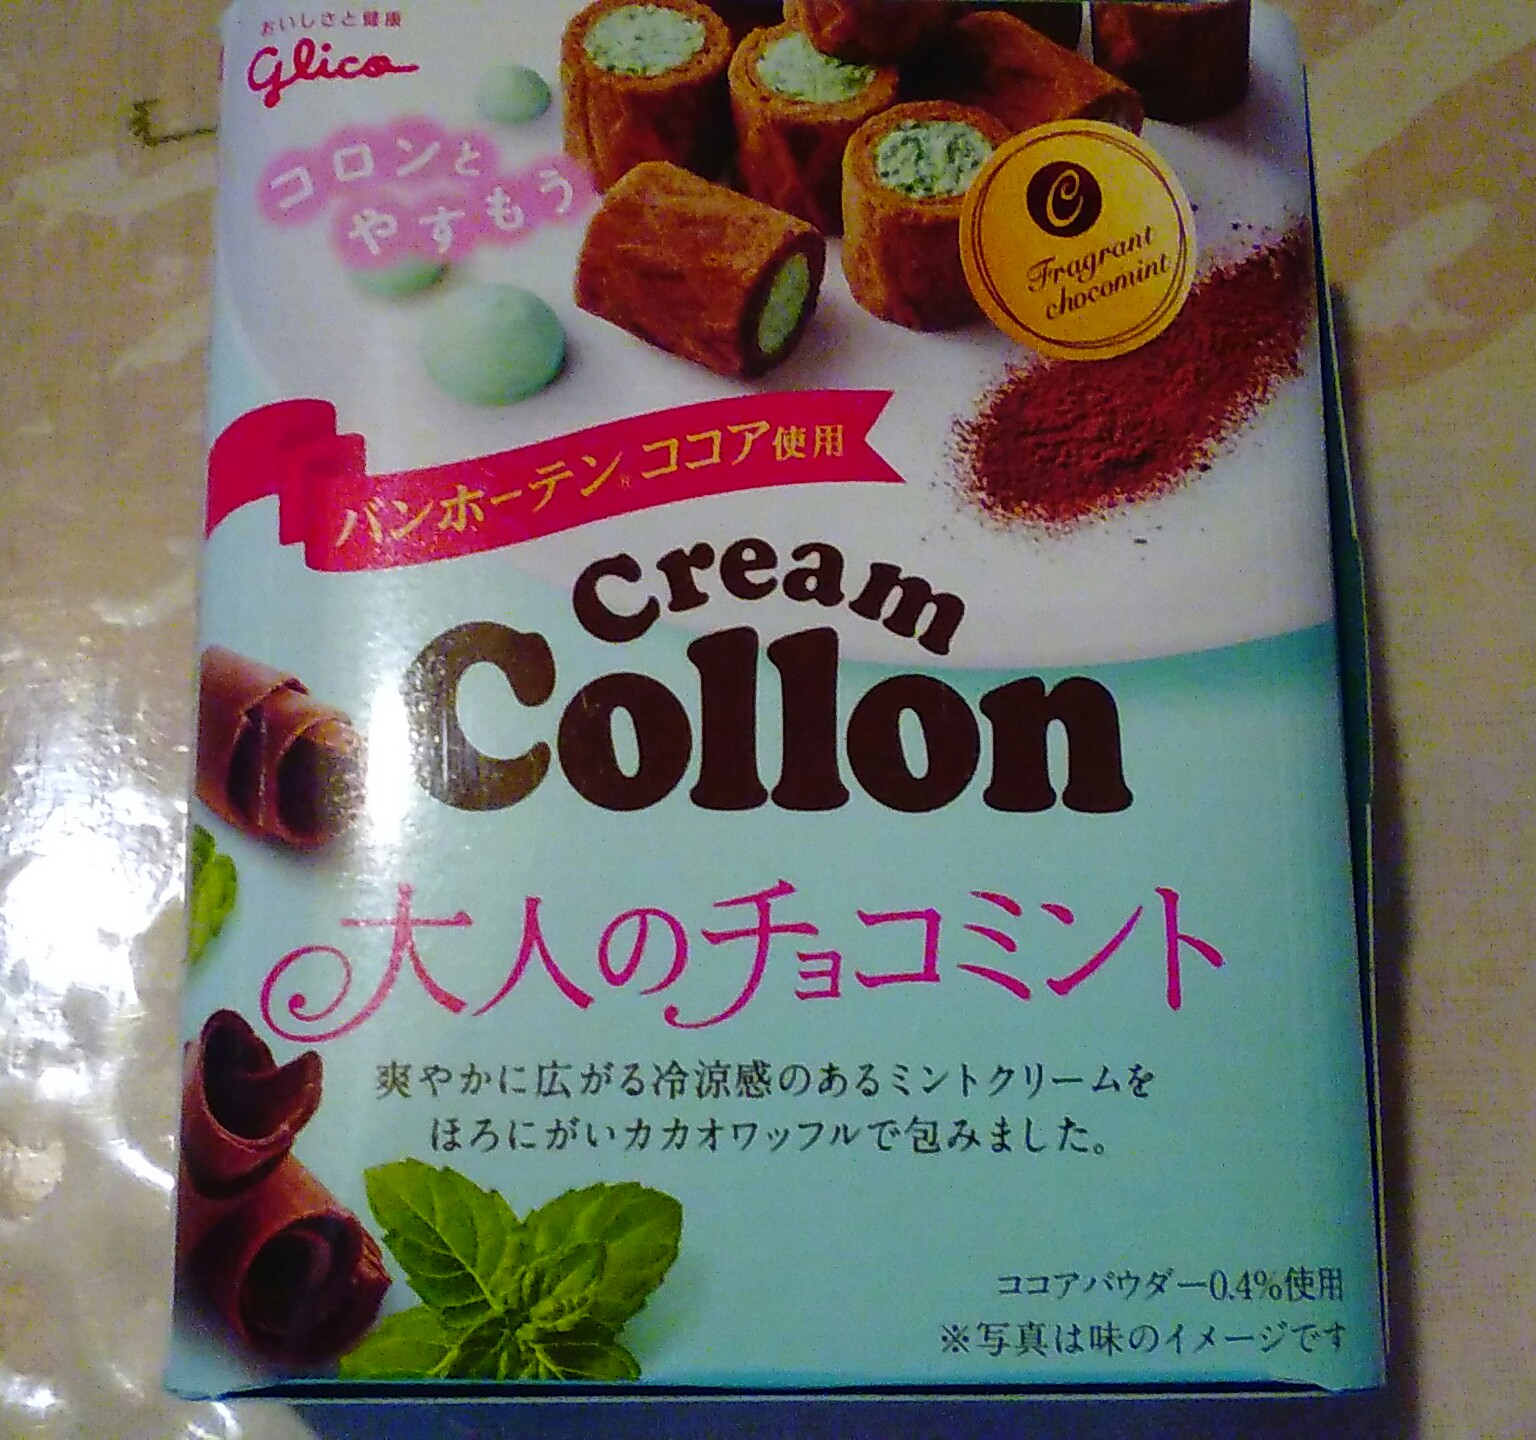 おいしさと健康
Glico
コロンと
やすもう
C
Fragrant
chocomint
バンホーテン®ココア使用
Cream
Collon
大人のチョコミント
爽やかに広がる冷涼感のあるミントクリームを
ほろにがいカカオワッフルで包みました。
ココアパウダー0.4%使用
※写真は味のイメージです